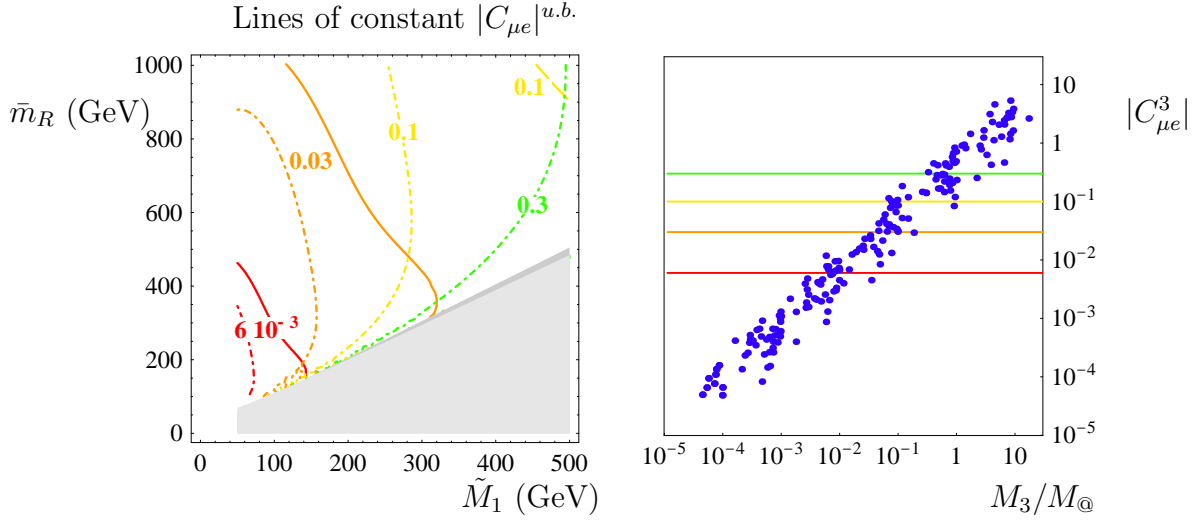 Lines of constant |C_{μe}|^{u.b.}
m̄_R (GeV)
1000
800
600
400
200
0
0 100 200 300 400 500
M̃_1 (GeV)
0.1
0.1
0.03
0.3
6 10^{-3}
|C^3_{μe}|
10
1
10^{-1}
10^{-2}
10^{-3}
10^{-4}
10^{-5}
10^{-5} 10^{-4} 10^{-3} 10^{-2} 10^{-1} 1 10
M_3/M_@